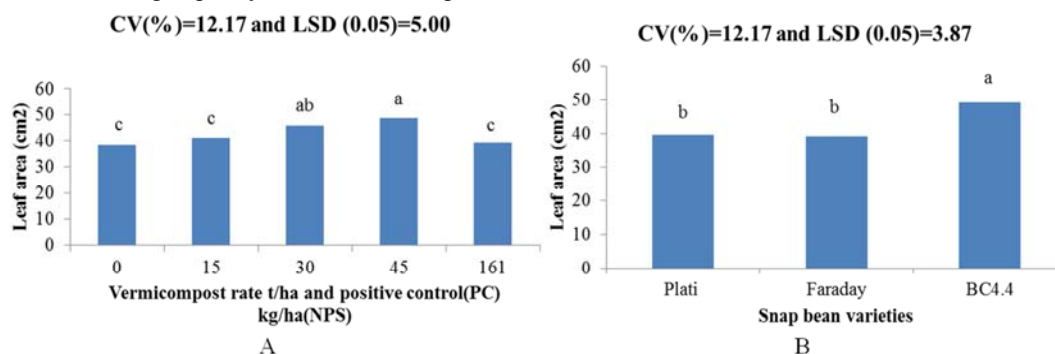 CV(%)=12.17 and LSD (0.05)=5.00
60
50
40
30
20
10
0
Leaf area (cm2)
c
c
ab
a
c
0 15 30 45 161
Vermicompost rate t/ha and positive control(PC)
kg/ha(NPS)
A
CV(%)=12.17 and LSD (0.05)=3.87
60
50
40
30
20
10
0
Leaf area (cm2)
b
b
a
Plati Faraday BC4.4
Snap bean varieties
B